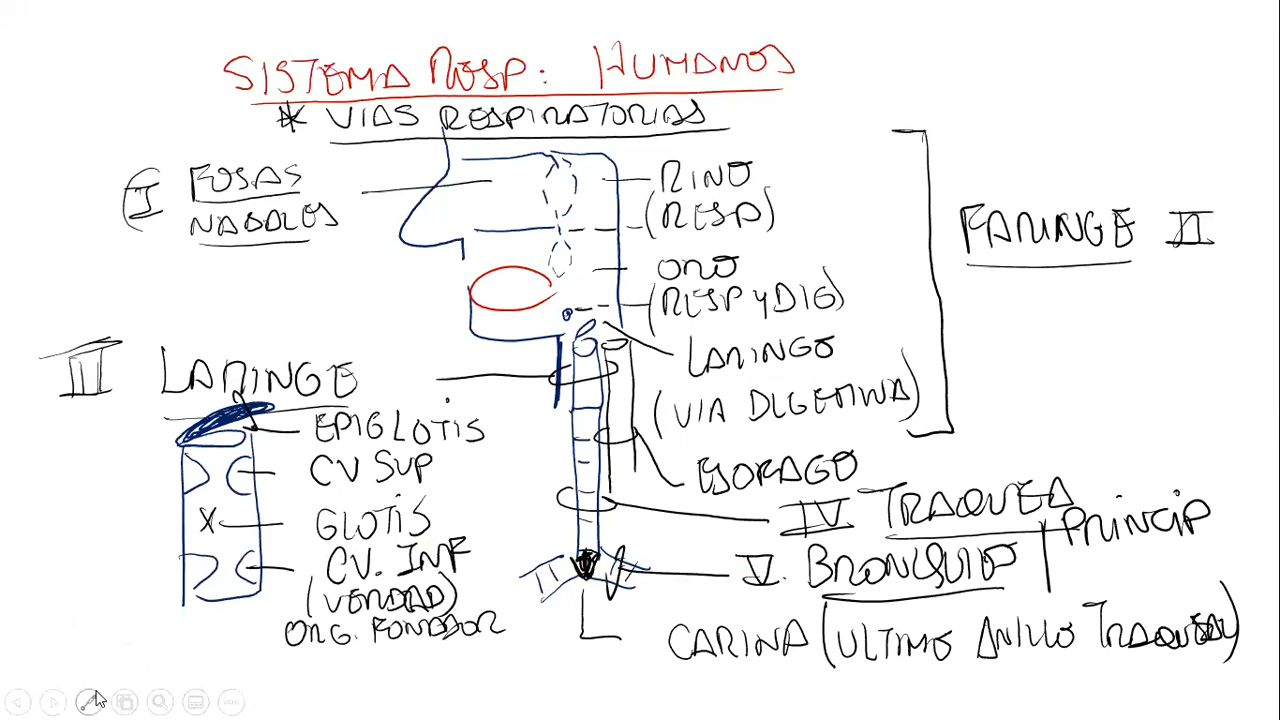 SISTEMA RESP: HUMANOS
* VIAS RESPIRATORIAS
I FOSAS
NASALES
RINO
(RESP)
ORO
(RESP Y DIG)
LARINGO
(VIA DIGESTIVA)
FARINGE II
ESOFAGO
III LARINGE
EPIGLOTIS
CV SUP
GLOTIS
CV. INF
(VERDAD)
ORG. FONADOR
IV TRAQUEA
V. BRONQUIO PRINCIP
CARINA (ULTIMO ANILLO TRAQUEAL)